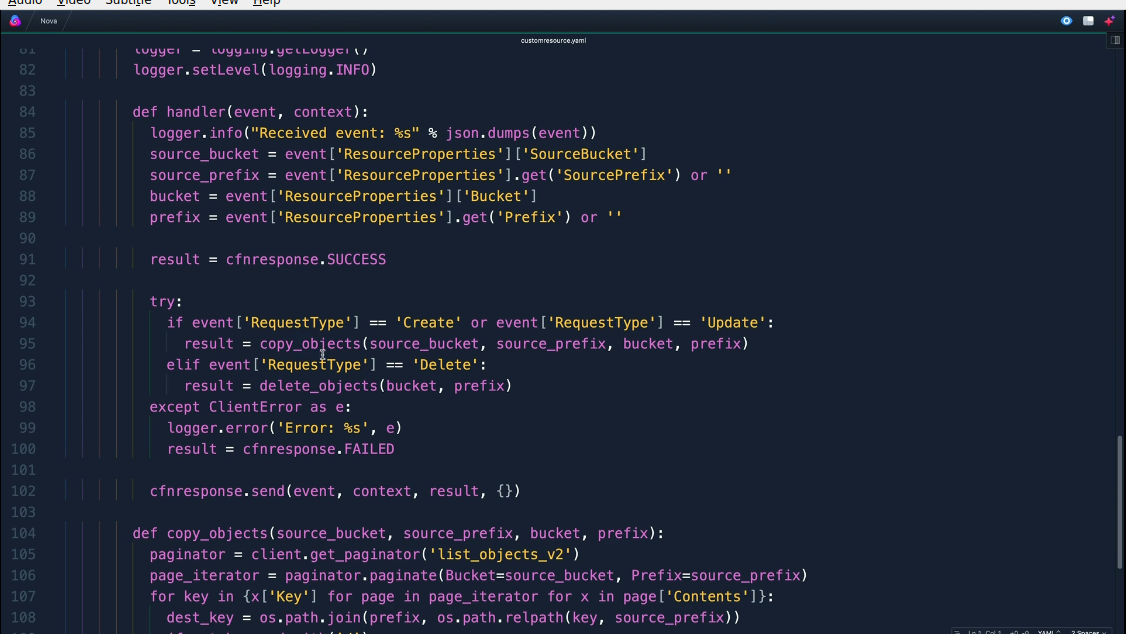 Audio Video Subtitle Tools View Help
Nova
customresource.yaml
81 logger = logging.getLogger()
82 logger.setLevel(logging.INFO)
83
84 def handler(event, context):
85 logger.info("Received event: %s" % json.dumps(event))
86 source_bucket = event['ResourceProperties']['SourceBucket']
87 source_prefix = event['ResourceProperties'].get('SourcePrefix') or ''
88 bucket = event['ResourceProperties']['Bucket']
89 prefix = event['ResourceProperties'].get('Prefix') or ''
90
91 result = cfnresponse.SUCCESS
92
93 try:
94 if event['RequestType'] == 'Create' or event['RequestType'] == 'Update':
95 result = copy_objects(source_bucket, source_prefix, bucket, prefix)
96 elif event['RequestType'] == 'Delete':
97 result = delete_objects(bucket, prefix)
98 except ClientError as e:
99 logger.error('Error: %s', e)
100 result = cfnresponse.FAILED
101
102 cfnresponse.send(event, context, result, {})
103
104 def copy_objects(source_bucket, source_prefix, bucket, prefix):
105 paginator = client.get_paginator('list_objects_v2')
106 page_iterator = paginator.paginate(Bucket=source_bucket, Prefix=source_prefix)
107 for key in {x['Key'] for page in page_iterator for x in page['Contents']}:
108 dest_key = os.path.join(prefix, os.path.relpath(key, source_prefix))